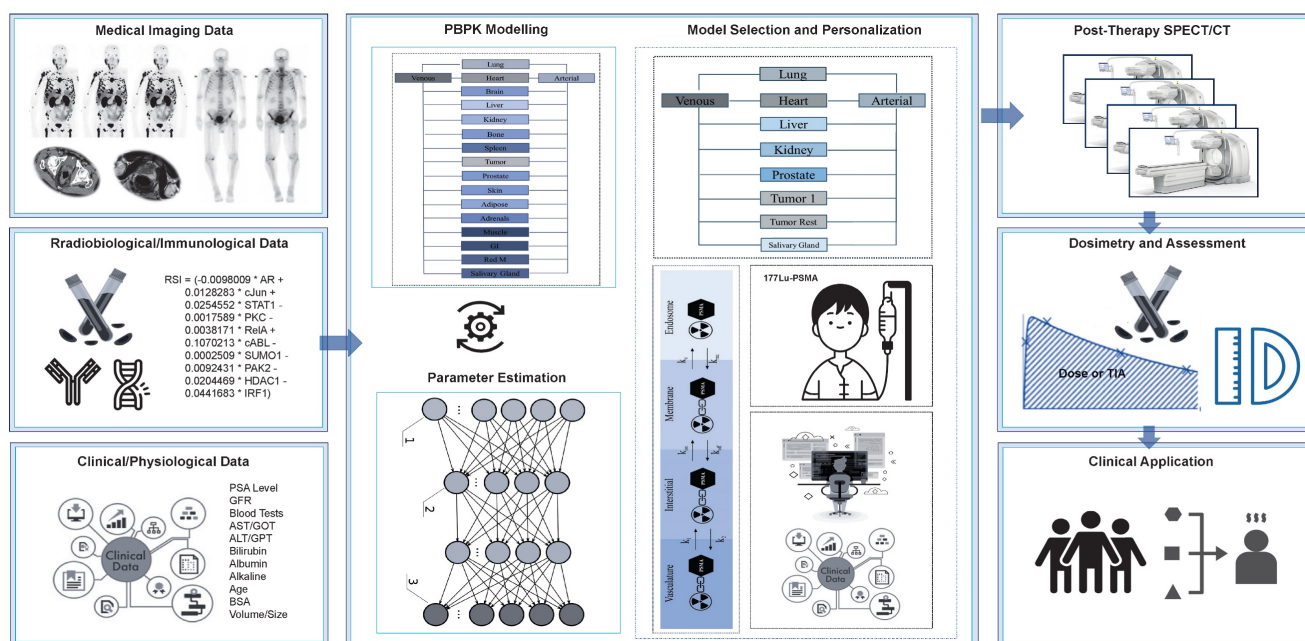 Medical Imaging Data
Rradiobiological/Immunological Data
RSI = (-0.0098009 * AR +
0.0128283 * cJun +
0.0254552 * STAT1 -
0.0017589 * PKC -
0.0038171 * RelA +
0.1070213 * cABL -
0.0002509 * SUMO1 -
0.0092431 * PAK2 -
0.0204469 * HDAC1 -
0.0441683 * IRF1)
Clinical/Physiological Data
Clinical
Data
PSA Level
GFR
Blood Tests
AST/GOT
ALT/GPT
Bilirubin
Albumin
Alkaline
Age
BSA
Volume/Size
PBPK Modelling
Lung
Venous
Heart
Arterial
Brain
Liver
Kidney
Bone
Spleen
Tumor
Prostate
Skin
Adipose
Adrenals
Muscle
GI
Red M
Salivary Gland
Parameter Estimation
1
2
3
Model Selection and Personalization
Lung
Venous
Heart
Arterial
Liver
Kidney
Prostate
Tumor 1
Tumor Rest
Salivary Gland
Endosome
PSMA
Membrane
PSMA
Interstitial
PSMA
Vasculature
PSMA
177Lu-PSMA
Clinical
Data
Post-Therapy SPECT/CT
Dosimetry and Assessment
Dose or TIA
Clinical Application
$$$